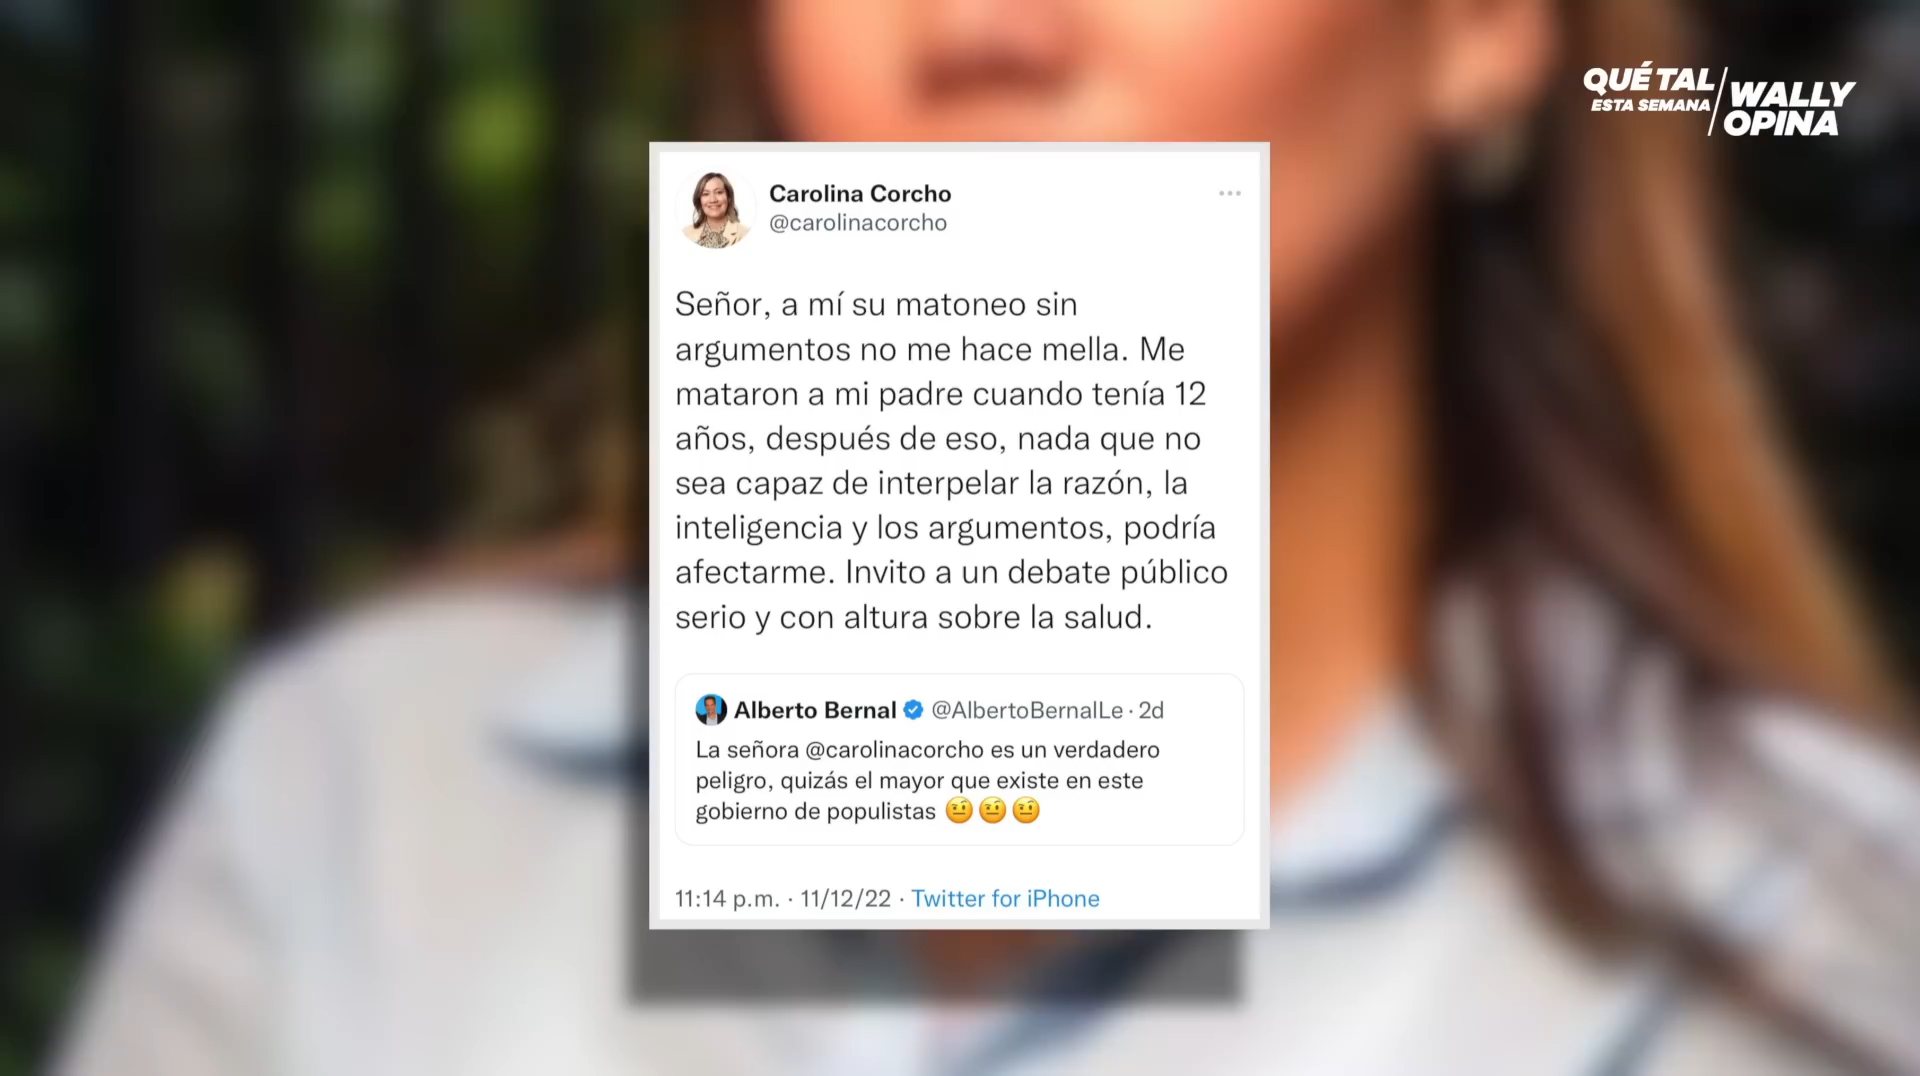 QUÉ TAL
ESTA SEMANA
WALLY
OPINA
Carolina Corcho
@carolinacorcho
Señor, a mí su matoneo sin
argumentos no me hace mella. Me
mataron a mi padre cuando tenía 12
años, después de eso, nada que no
sea capaz de interpelar la razón, la
inteligencia y los argumentos, podría
afectarme. Invito a un debate público
serio y con altura sobre la salud.
Alberto Bernal @AlbertoBernalLe · 2d
La señora @carolinacorcho es un verdadero
peligro, quizás el mayor que existe en este
gobierno de populistas 🤨🤨🤨
11:14 p.m. · 11/12/22 · Twitter for iPhone